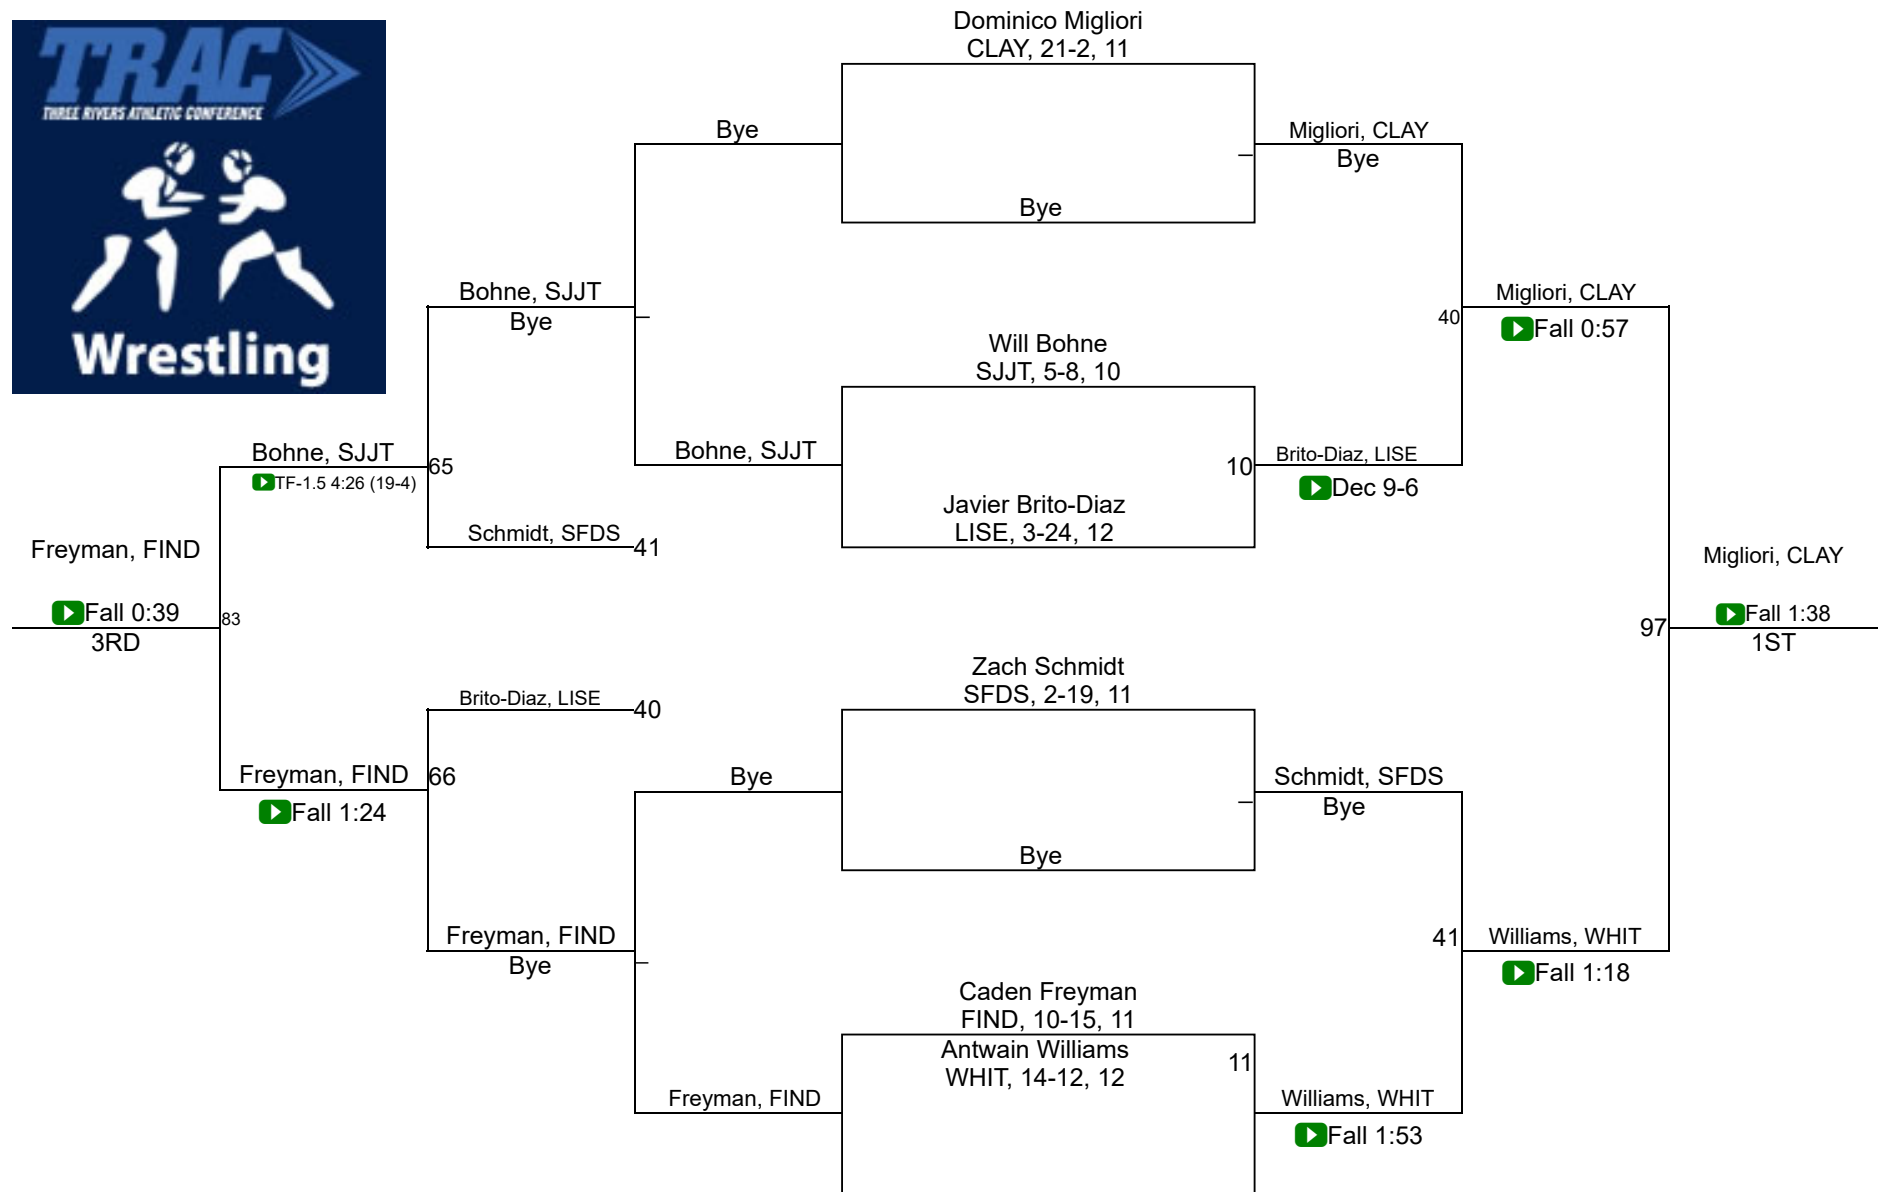 TRAC
THREE RIVERS ATHLETIC CONFERENCE
Wrestling
Dominico Migliori
CLAY, 21-2, 11
Bye
Migliori, CLAY
Bye
Bye
Bohne, SJJT
Bye
Migliori, CLAY
40
Fall 0:57
Will Bohne
SJJT, 5-8, 10
Bohne, SJJT
TF-1.5 4:26 (19-4)
65
Bohne, SJJT
10
Brito-Diaz, LISE
Dec 9-6
Javier Brito-Diaz
LISE, 3-24, 12
Schmidt, SFDS
41
Freyman, FIND
Fall 0:39
3RD
83
Migliori, CLAY
97
Fall 1:38
1ST
Zach Schmidt
SFDS, 2-19, 11
Brito-Diaz, LISE
40
Freyman, FIND
66
Fall 1:24
Bye
Schmidt, SFDS
Bye
Bye
Freyman, FIND
Bye
41
Williams, WHIT
Fall 1:18
Caden Freyman
FIND, 10-15, 11
Antwain Williams
WHIT, 14-12, 12
11
Freyman, FIND
Williams, WHIT
Fall 1:53